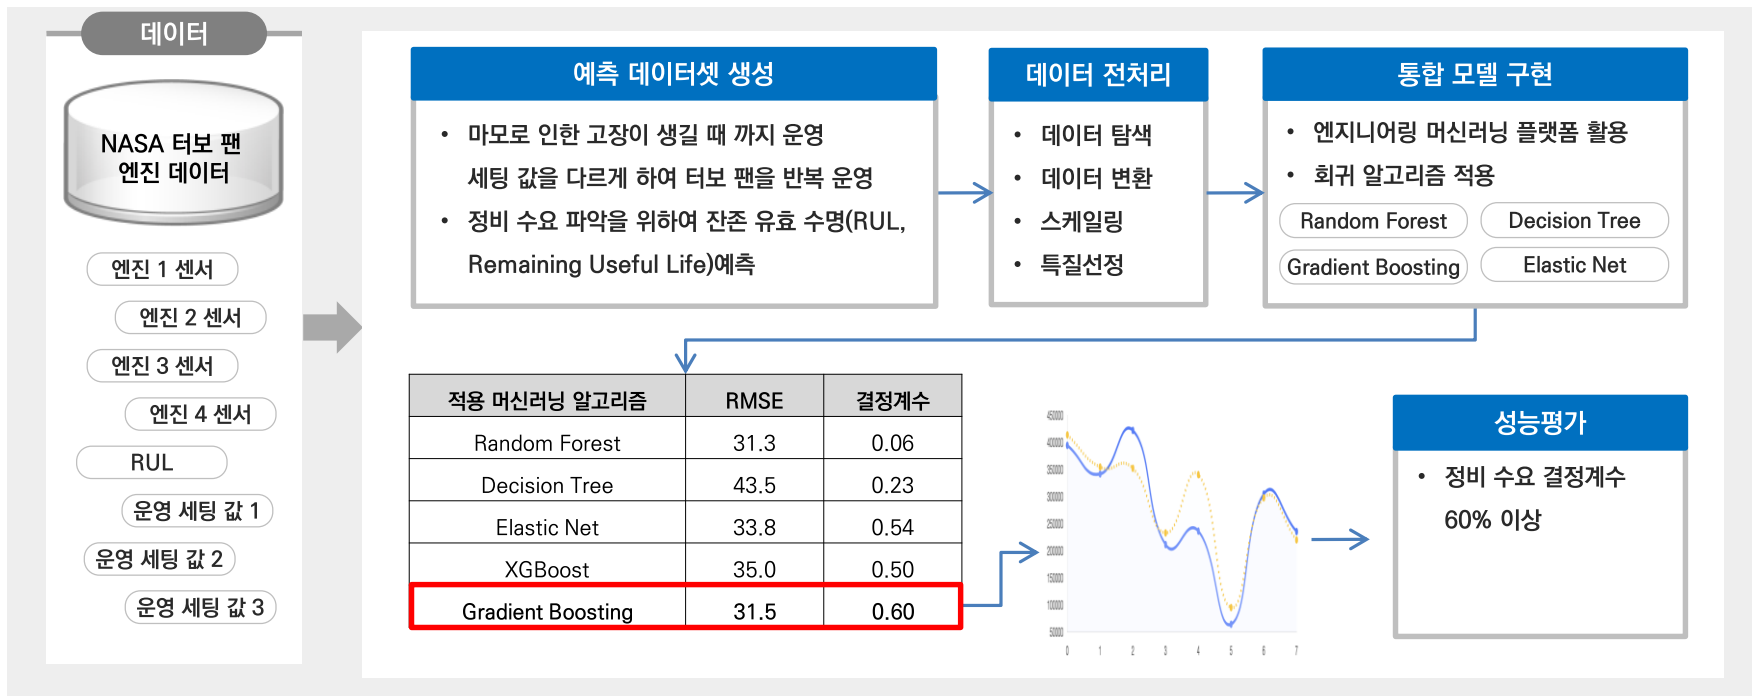 데이터
NASA 터보 팬
엔진 데이터
엔진 1 센서
엔진 2 센서
엔진 3 센서
엔진 4 센서
RUL
운영 세팅 값 1
운영 세팅 값 2
운영 세팅 값 3
예측 데이터셋 생성
• 마모로 인한 고장이 생길 때 까지 운영
세팅 값을 다르게 하여 터보 팬을 반복 운영
• 정비 수요 파악을 위하여 잔존 유효 수명(RUL,
Remaining Useful Life)예측
데이터 전처리
• 데이터 탐색
• 데이터 변환
• 스케일링
• 특질선정
통합 모델 구현
• 엔지니어링 머신러닝 플랫폼 활용
• 회귀 알고리즘 적용
Random Forest
Decision Tree
Gradient Boosting
Elastic Net
적용 머신러닝 알고리즘 RMSE 결정계수
Random Forest 31.3 0.06
Decision Tree 43.5 0.23
Elastic Net 33.8 0.54
XGBoost 35.0 0.50
Gradient Boosting 31.5 0.60
450000
400000
350000
300000
250000
200000
150000
100000
50000
0 1 2 3 4 5 6 7
성능평가
• 정비 수요 결정계수
60% 이상